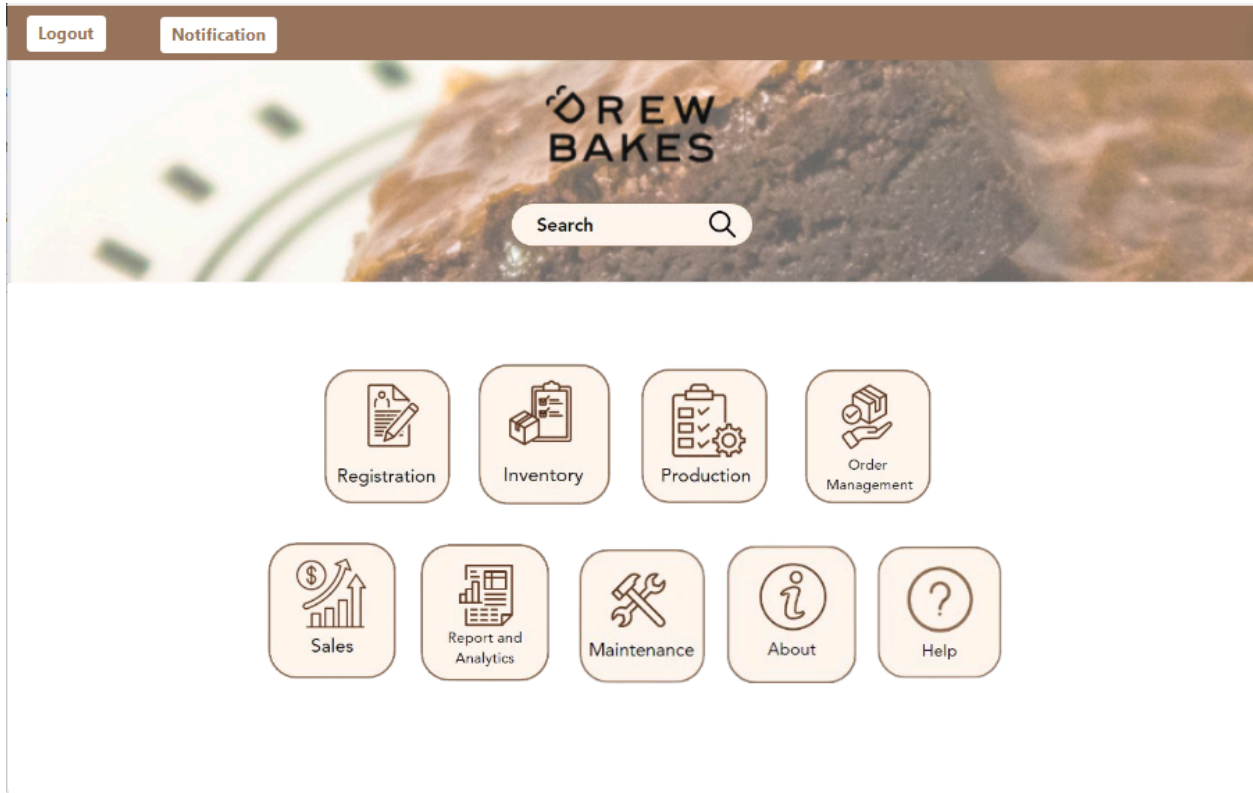 Logout
Notification
DREW
BAKES
Search
Registration
Inventory
Production
Order
Management
Sales
Report and
Analytics
Maintenance
About
Help